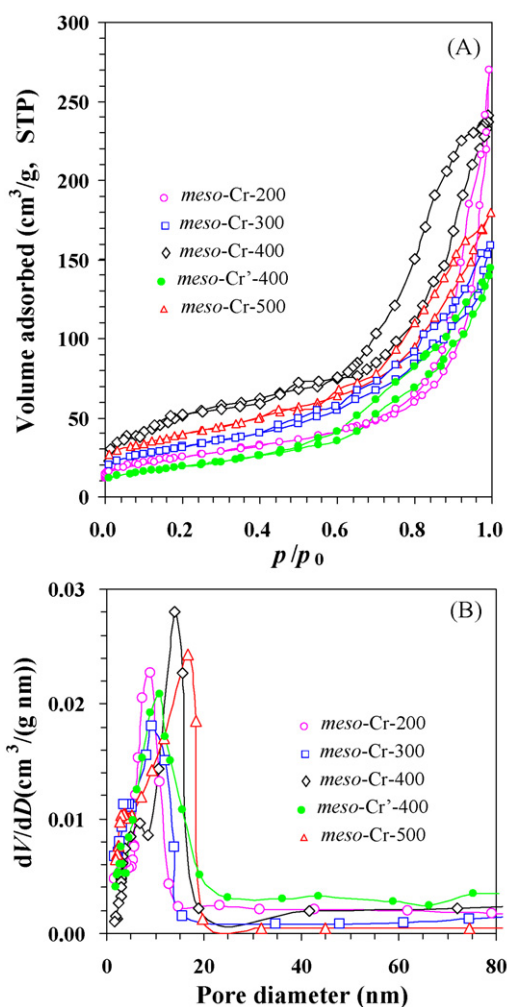 (A)
300
250
200
150
100
50
0
Volume adsorbed (cm³/g, STP)
meso-Cr-200
meso-Cr-300
meso-Cr-400
meso-Cr'-400
meso-Cr-500
0.0 0.2 0.4 0.6 0.8 1.0
p/p₀
(B)
0.03
0.02
0.01
0.00
dV/dD(cm³/(g nm))
meso-Cr-200
meso-Cr-300
meso-Cr-400
meso-Cr'-400
meso-Cr-500
0 20 40 60 80
Pore diameter (nm)